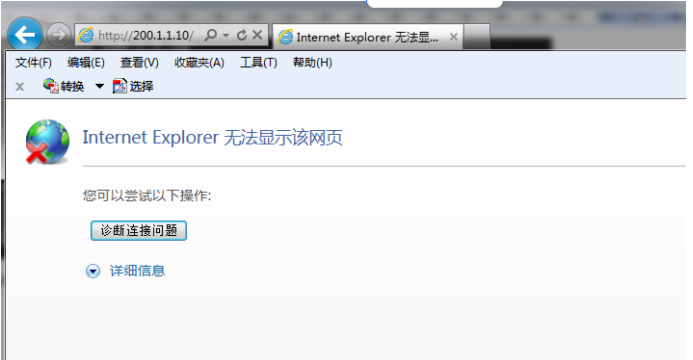 http://200.1.1.10/
Internet Explorer 无法显...
文件(F) 编辑(E) 查看(V) 收藏夹(A) 工具(T) 帮助(H)
x 转换 选择
Internet Explorer 无法显示该网页
您可以尝试以下操作:
诊断连接问题
详细信息